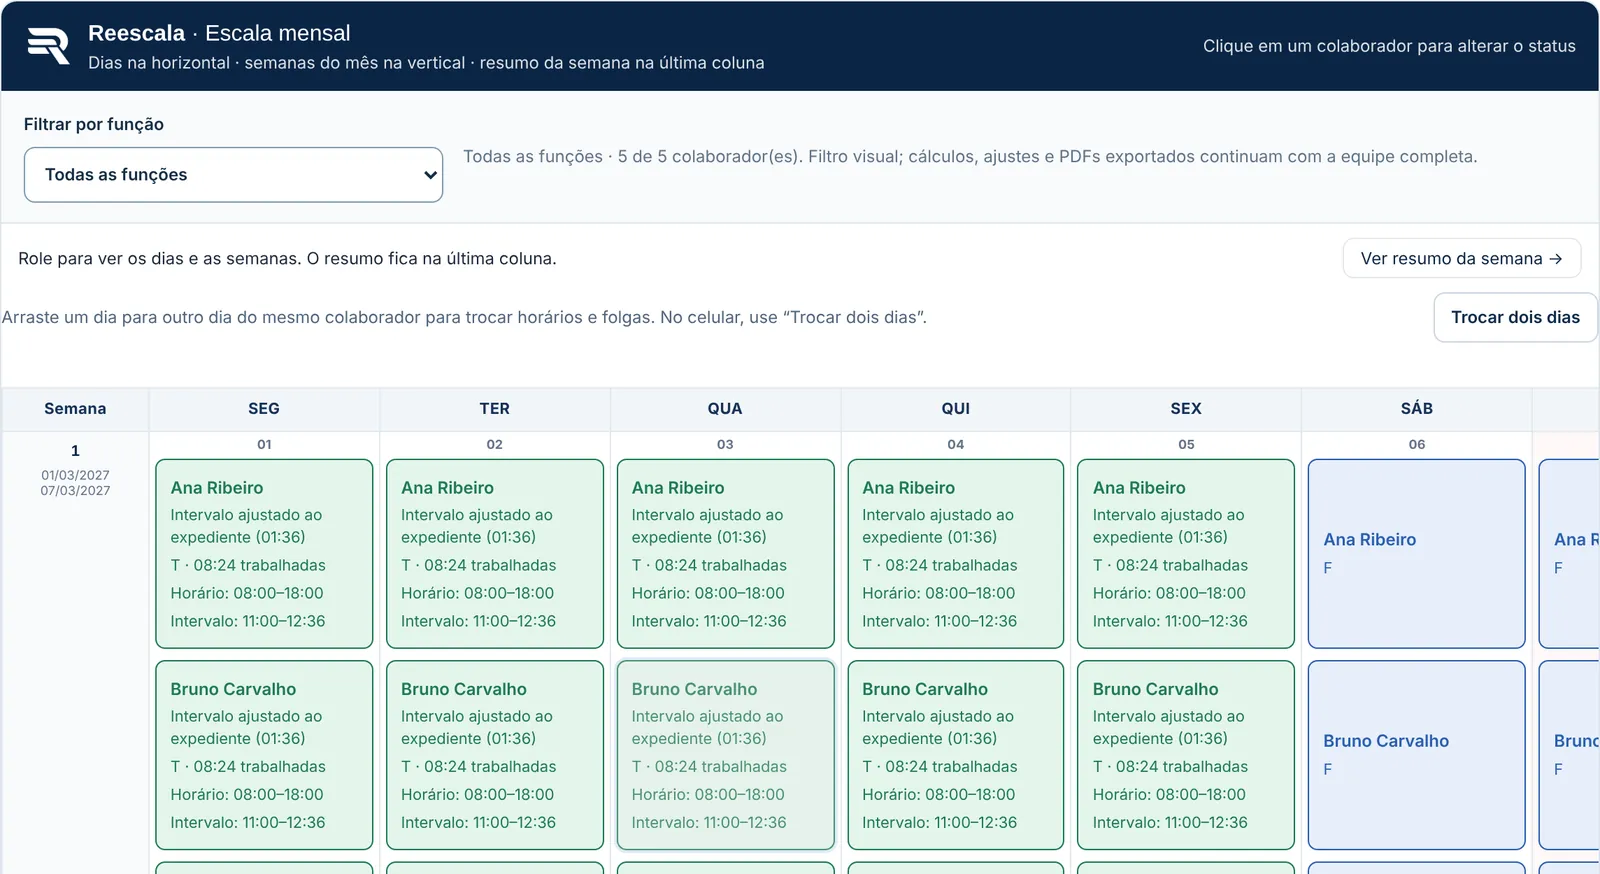 Reescala · Escala mensal
Dias na horizontal · semanas do mês na vertical · resumo da semana na última coluna
Clique em um colaborador para alterar o status
Filtrar por função
Todas as funções
Todas as funções · 5 de 5 colaborador(es). Filtro visual; cálculos, ajustes e PDFs exportados continuam com a equipe completa.
Role para ver os dias e as semanas. O resumo fica na última coluna.
Ver resumo da semana →
Arraste um dia para outro dia do mesmo colaborador para trocar horários e folgas. No celular, use “Trocar dois dias”.
Trocar dois dias
Semana
SEG
TER
QUA
QUI
SEX
SÁB
1
01/03/2027
07/03/2027
01
02
03
04
05
06
Ana Ribeiro
Intervalo ajustado ao
expediente (01:36)
T · 08:24 trabalhadas
Horário: 08:00–18:00
Intervalo: 11:00–12:36
Ana Ribeiro
Intervalo ajustado ao
expediente (01:36)
T · 08:24 trabalhadas
Horário: 08:00–18:00
Intervalo: 11:00–12:36
Ana Ribeiro
Intervalo ajustado ao
expediente (01:36)
T · 08:24 trabalhadas
Horário: 08:00–18:00
Intervalo: 11:00–12:36
Ana Ribeiro
Intervalo ajustado ao
expediente (01:36)
T · 08:24 trabalhadas
Horário: 08:00–18:00
Intervalo: 11:00–12:36
Ana Ribeiro
Intervalo ajustado ao
expediente (01:36)
T · 08:24 trabalhadas
Horário: 08:00–18:00
Intervalo: 11:00–12:36
Ana Ribeiro
F
Ana
F
Bruno Carvalho
Intervalo ajustado ao
expediente (01:36)
T · 08:24 trabalhadas
Horário: 08:00–18:00
Intervalo: 11:00–12:36
Bruno Carvalho
Intervalo ajustado ao
expediente (01:36)
T · 08:24 trabalhadas
Horário: 08:00–18:00
Intervalo: 11:00–12:36
Bruno Carvalho
Intervalo ajustado ao
expediente (01:36)
T · 08:24 trabalhadas
Horário: 08:00–18:00
Intervalo: 11:00–12:36
Bruno Carvalho
Intervalo ajustado ao
expediente (01:36)
T · 08:24 trabalhadas
Horário: 08:00–18:00
Intervalo: 11:00–12:36
Bruno Carvalho
Intervalo ajustado ao
expediente (01:36)
T · 08:24 trabalhadas
Horário: 08:00–18:00
Intervalo: 11:00–12:36
Bruno Carvalho
F
F